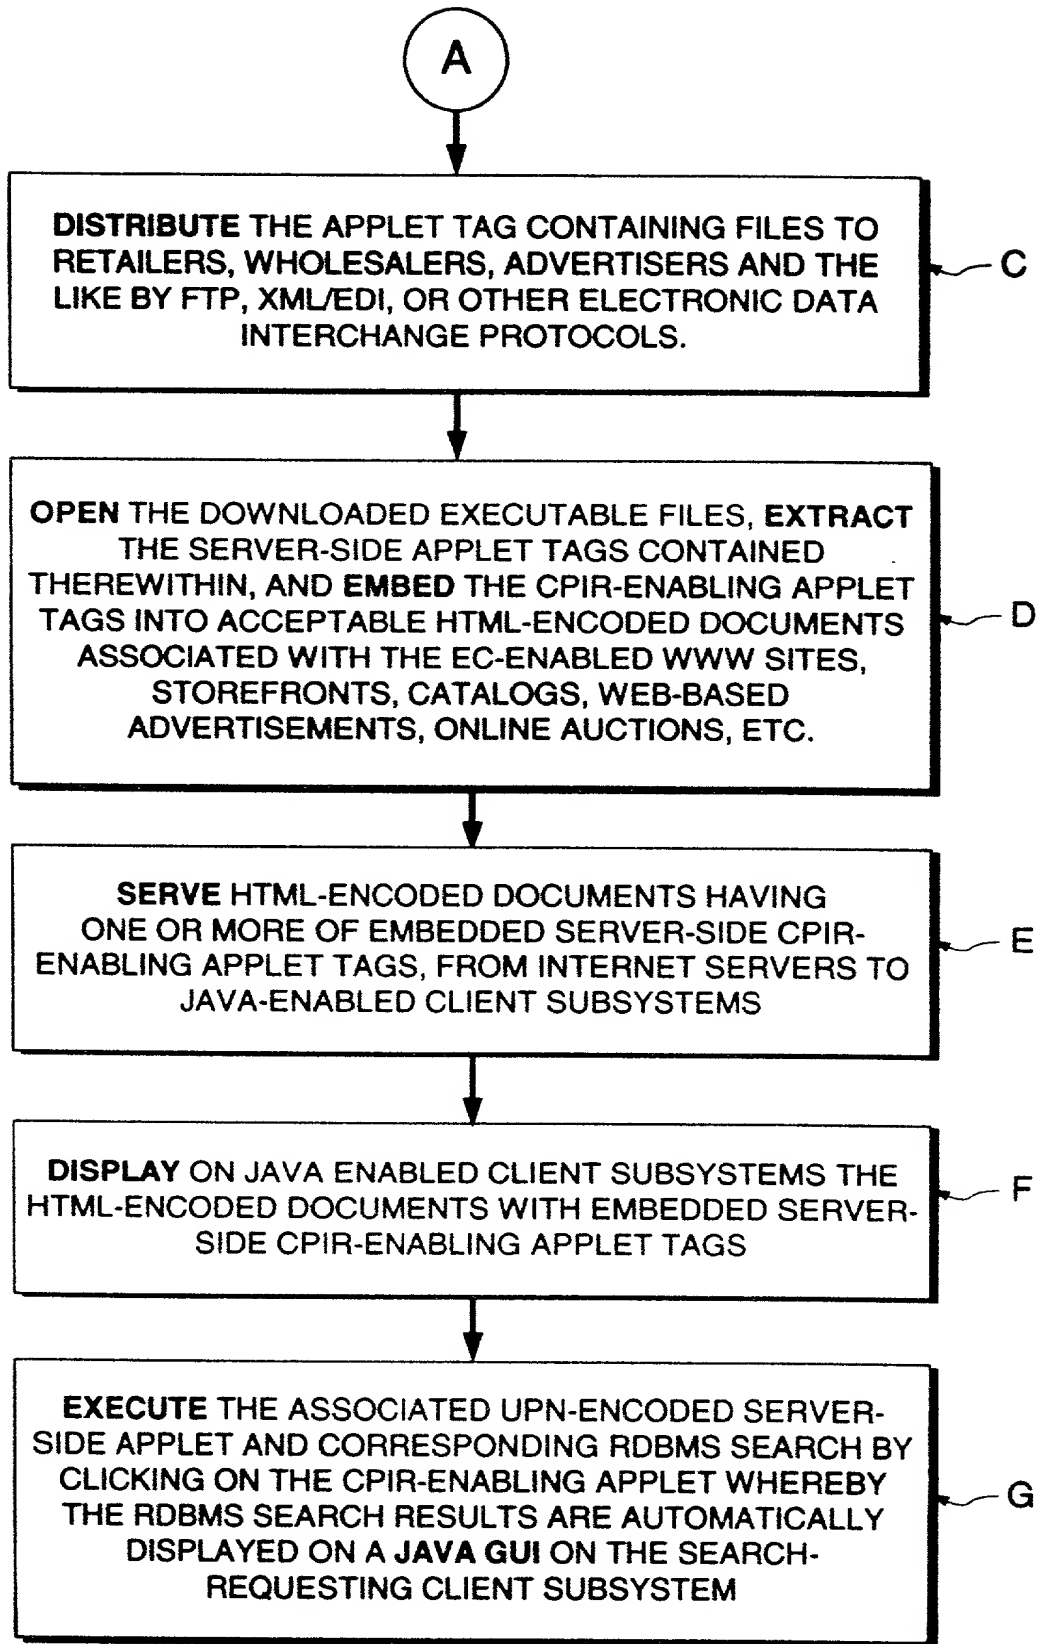 A
DISTRIBUTE THE APPLET TAG CONTAINING FILES TO
RETAILERS, WHOLESALERS, ADVERTISERS AND THE
LIKE BY FTP, XML/EDI, OR OTHER ELECTRONIC DATA
INTERCHANGE PROTOCOLS.
C
OPEN THE DOWNLOADED EXECUTABLE FILES, EXTRACT
THE SERVER-SIDE APPLET TAGS CONTAINED
THEREWITHIN, AND EMBED THE CPIR-ENABLING APPLET
TAGS INTO ACCEPTABLE HTML-ENCODED DOCUMENTS
ASSOCIATED WITH THE EC-ENABLED WWW SITES,
STOREFRONTS, CATALOGS, WEB-BASED
ADVERTISEMENTS, ONLINE AUCTIONS, ETC.
D
SERVE HTML-ENCODED DOCUMENTS HAVING
ONE OR MORE OF EMBEDDED SERVER-SIDE CPIR-
ENABLING APPLET TAGS, FROM INTERNET SERVERS TO
JAVA-ENABLED CLIENT SUBSYSTEMS
E
DISPLAY ON JAVA ENABLED CLIENT SUBSYSTEMS THE
HTML-ENCODED DOCUMENTS WITH EMBEDDED SERVER-
SIDE CPIR-ENABLING APPLET TAGS
F
EXECUTE THE ASSOCIATED UPN-ENCODED SERVER-
SIDE APPLET AND CORRESPONDING RDBMS SEARCH BY
CLICKING ON THE CPIR-ENABLING APPLET WHEREBY
THE RDBMS SEARCH RESULTS ARE AUTOMATICALLY
DISPLAYED ON A JAVA GUI ON THE SEARCH-
REQUESTING CLIENT SUBSYSTEM
G